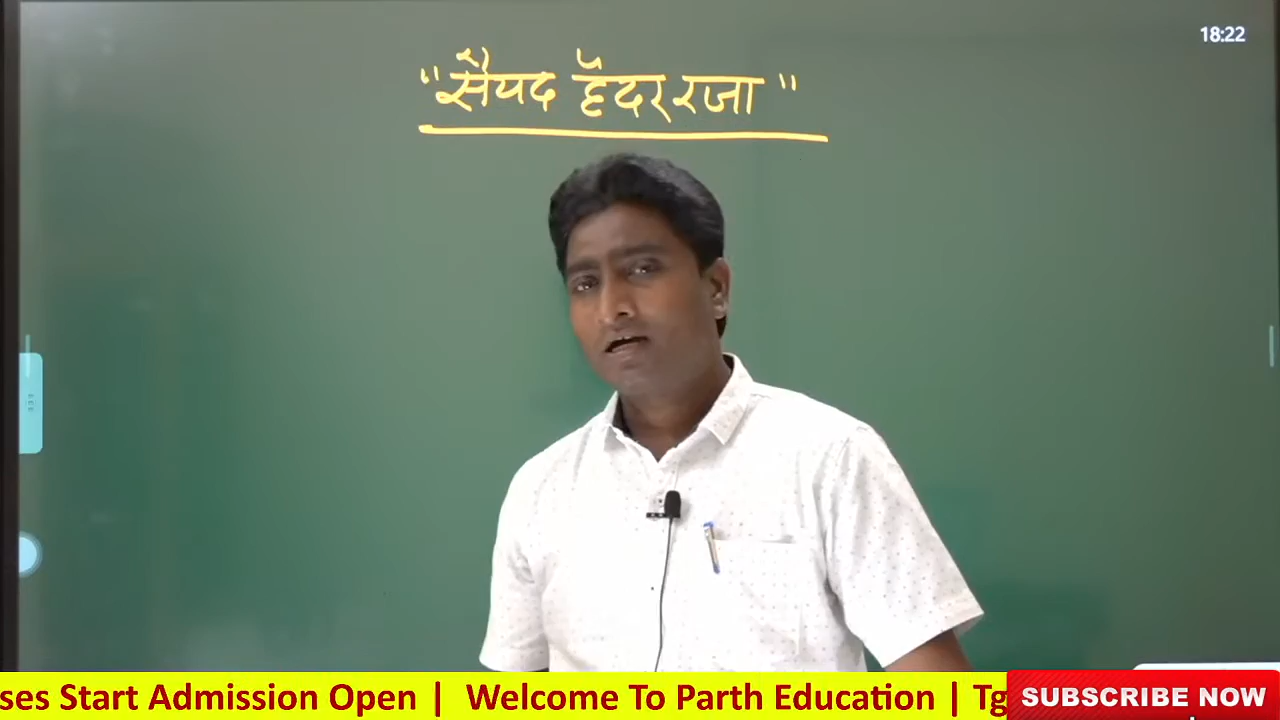 18:22
"सैयद हैदर रजा"
ses Start Admission Open | Welcome To Parth Education | Tg
SUBSCRIBE NOW